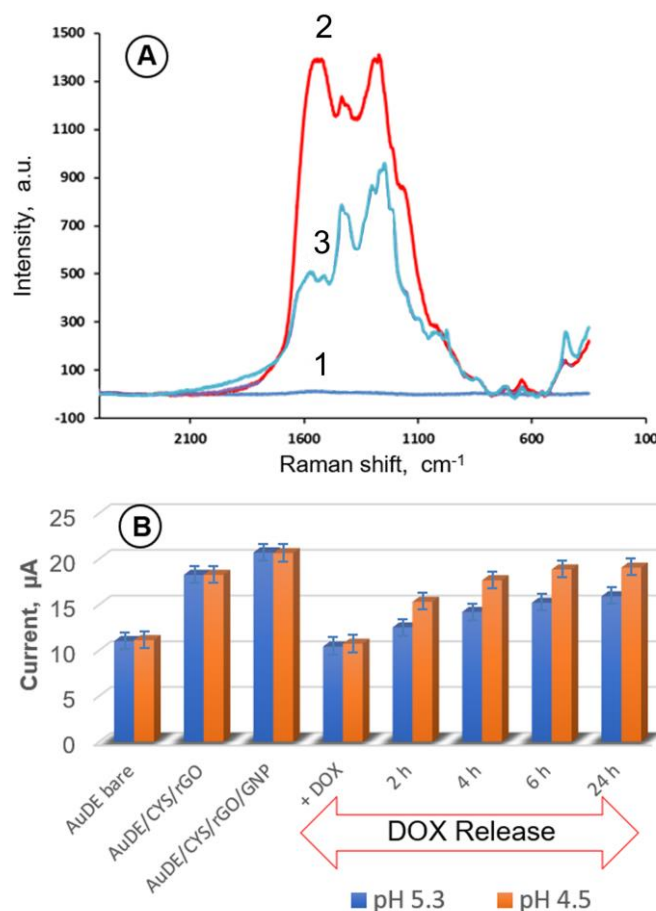 A
2
3
1
Intensity, a.u.
1500
1300
1100
900
700
500
300
100
-100
2100
1600
1100
600
100
Raman shift, cm⁻¹
B
Current, μA
25
20
15
10
5
0
AuDE bare
AuDE/CYS/rGO
AuDE/CYS/rGO/GNP
+ DOX
2 h
4 h
6 h
24 h
DOX Release
pH 5.3
pH 4.5